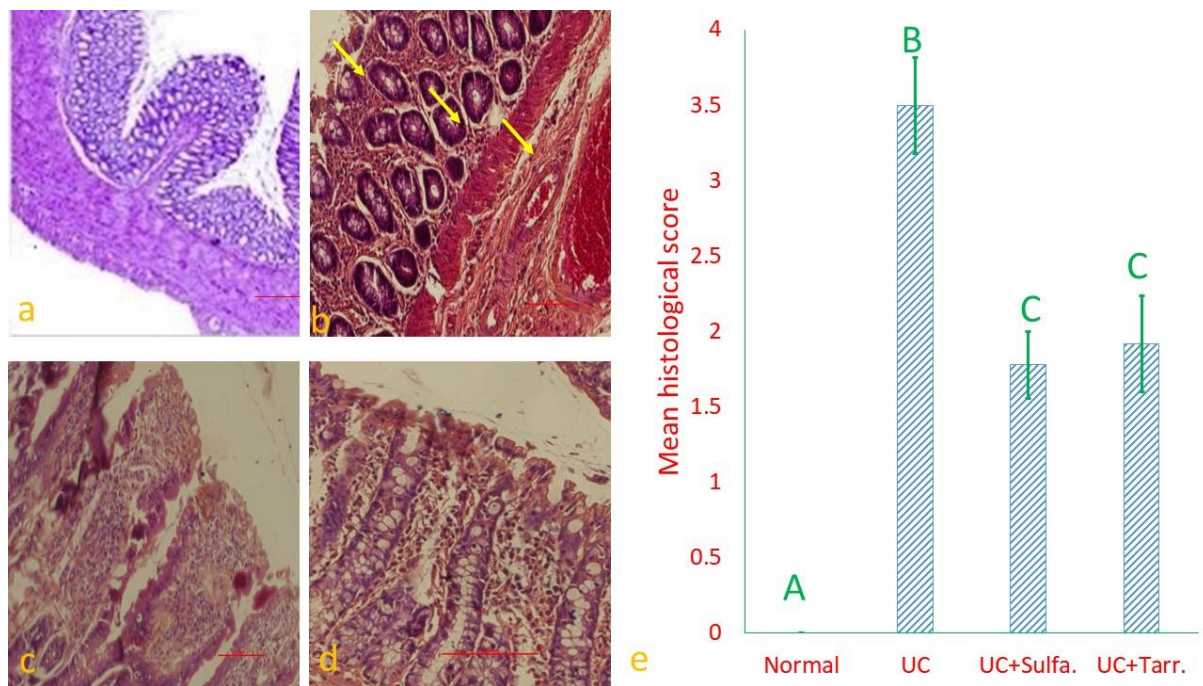 a
b
c
d
e
Mean histological score
4
3.5
3
2.5
2
1.5
1
0.5
0
A
B
C
C
Normal UC UC+Sulfa. UC+Tarr.